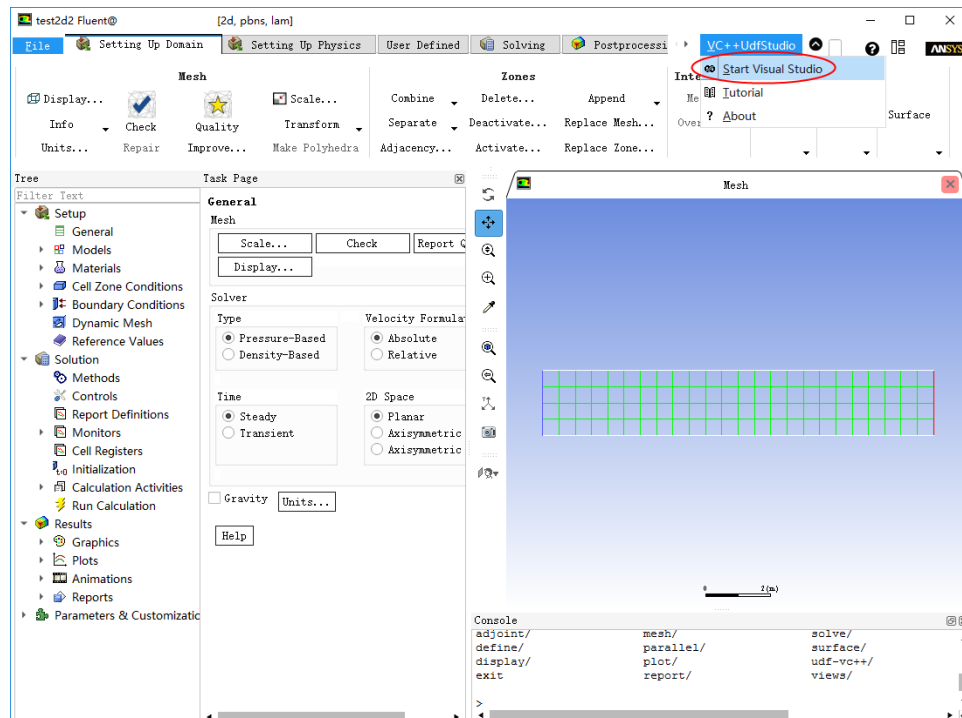 test2d2 Fluent@ [2d, pbns, lam]
File Setting Up Domain Setting Up Physics User Defined Solving Postprocessi VC++UdfStudio ANSYS
Start Visual Studio
Tutorial
? About
Mesh Zones Inte
Display... Check Quality Scale... Combine Delete... Append Me
Info Transform Separate Deactivate... Replace Mesh... Over Surface
Units... Repair Improve... Make Polyhedra Adjacency... Activate... Replace Zone...
Tree
Filter Text
Setup
General
Models
Materials
Cell Zone Conditions
Boundary Conditions
Dynamic Mesh
Reference Values
Solution
Methods
Controls
Report Definitions
Monitors
Cell Registers
Initialization
Calculation Activities
Run Calculation
Results
Graphics
Plots
Animations
Reports
Parameters & Customizatic
Task Page
General
Mesh
Scale... Check Report Q
Display...
Solver
Type Velocity Formula
Pressure-Based Absolute
Density-Based Relative
Time 2D Space
Steady Planar
Transient Axisymmetric
Axisymmetric
Gravity Units...
Help
Mesh
0 2 (m)
Console
adjoint/ mesh/ solve/
define/ parallel/ surface/
display/ plot/ udf-vc++/
exit report/ views/
>